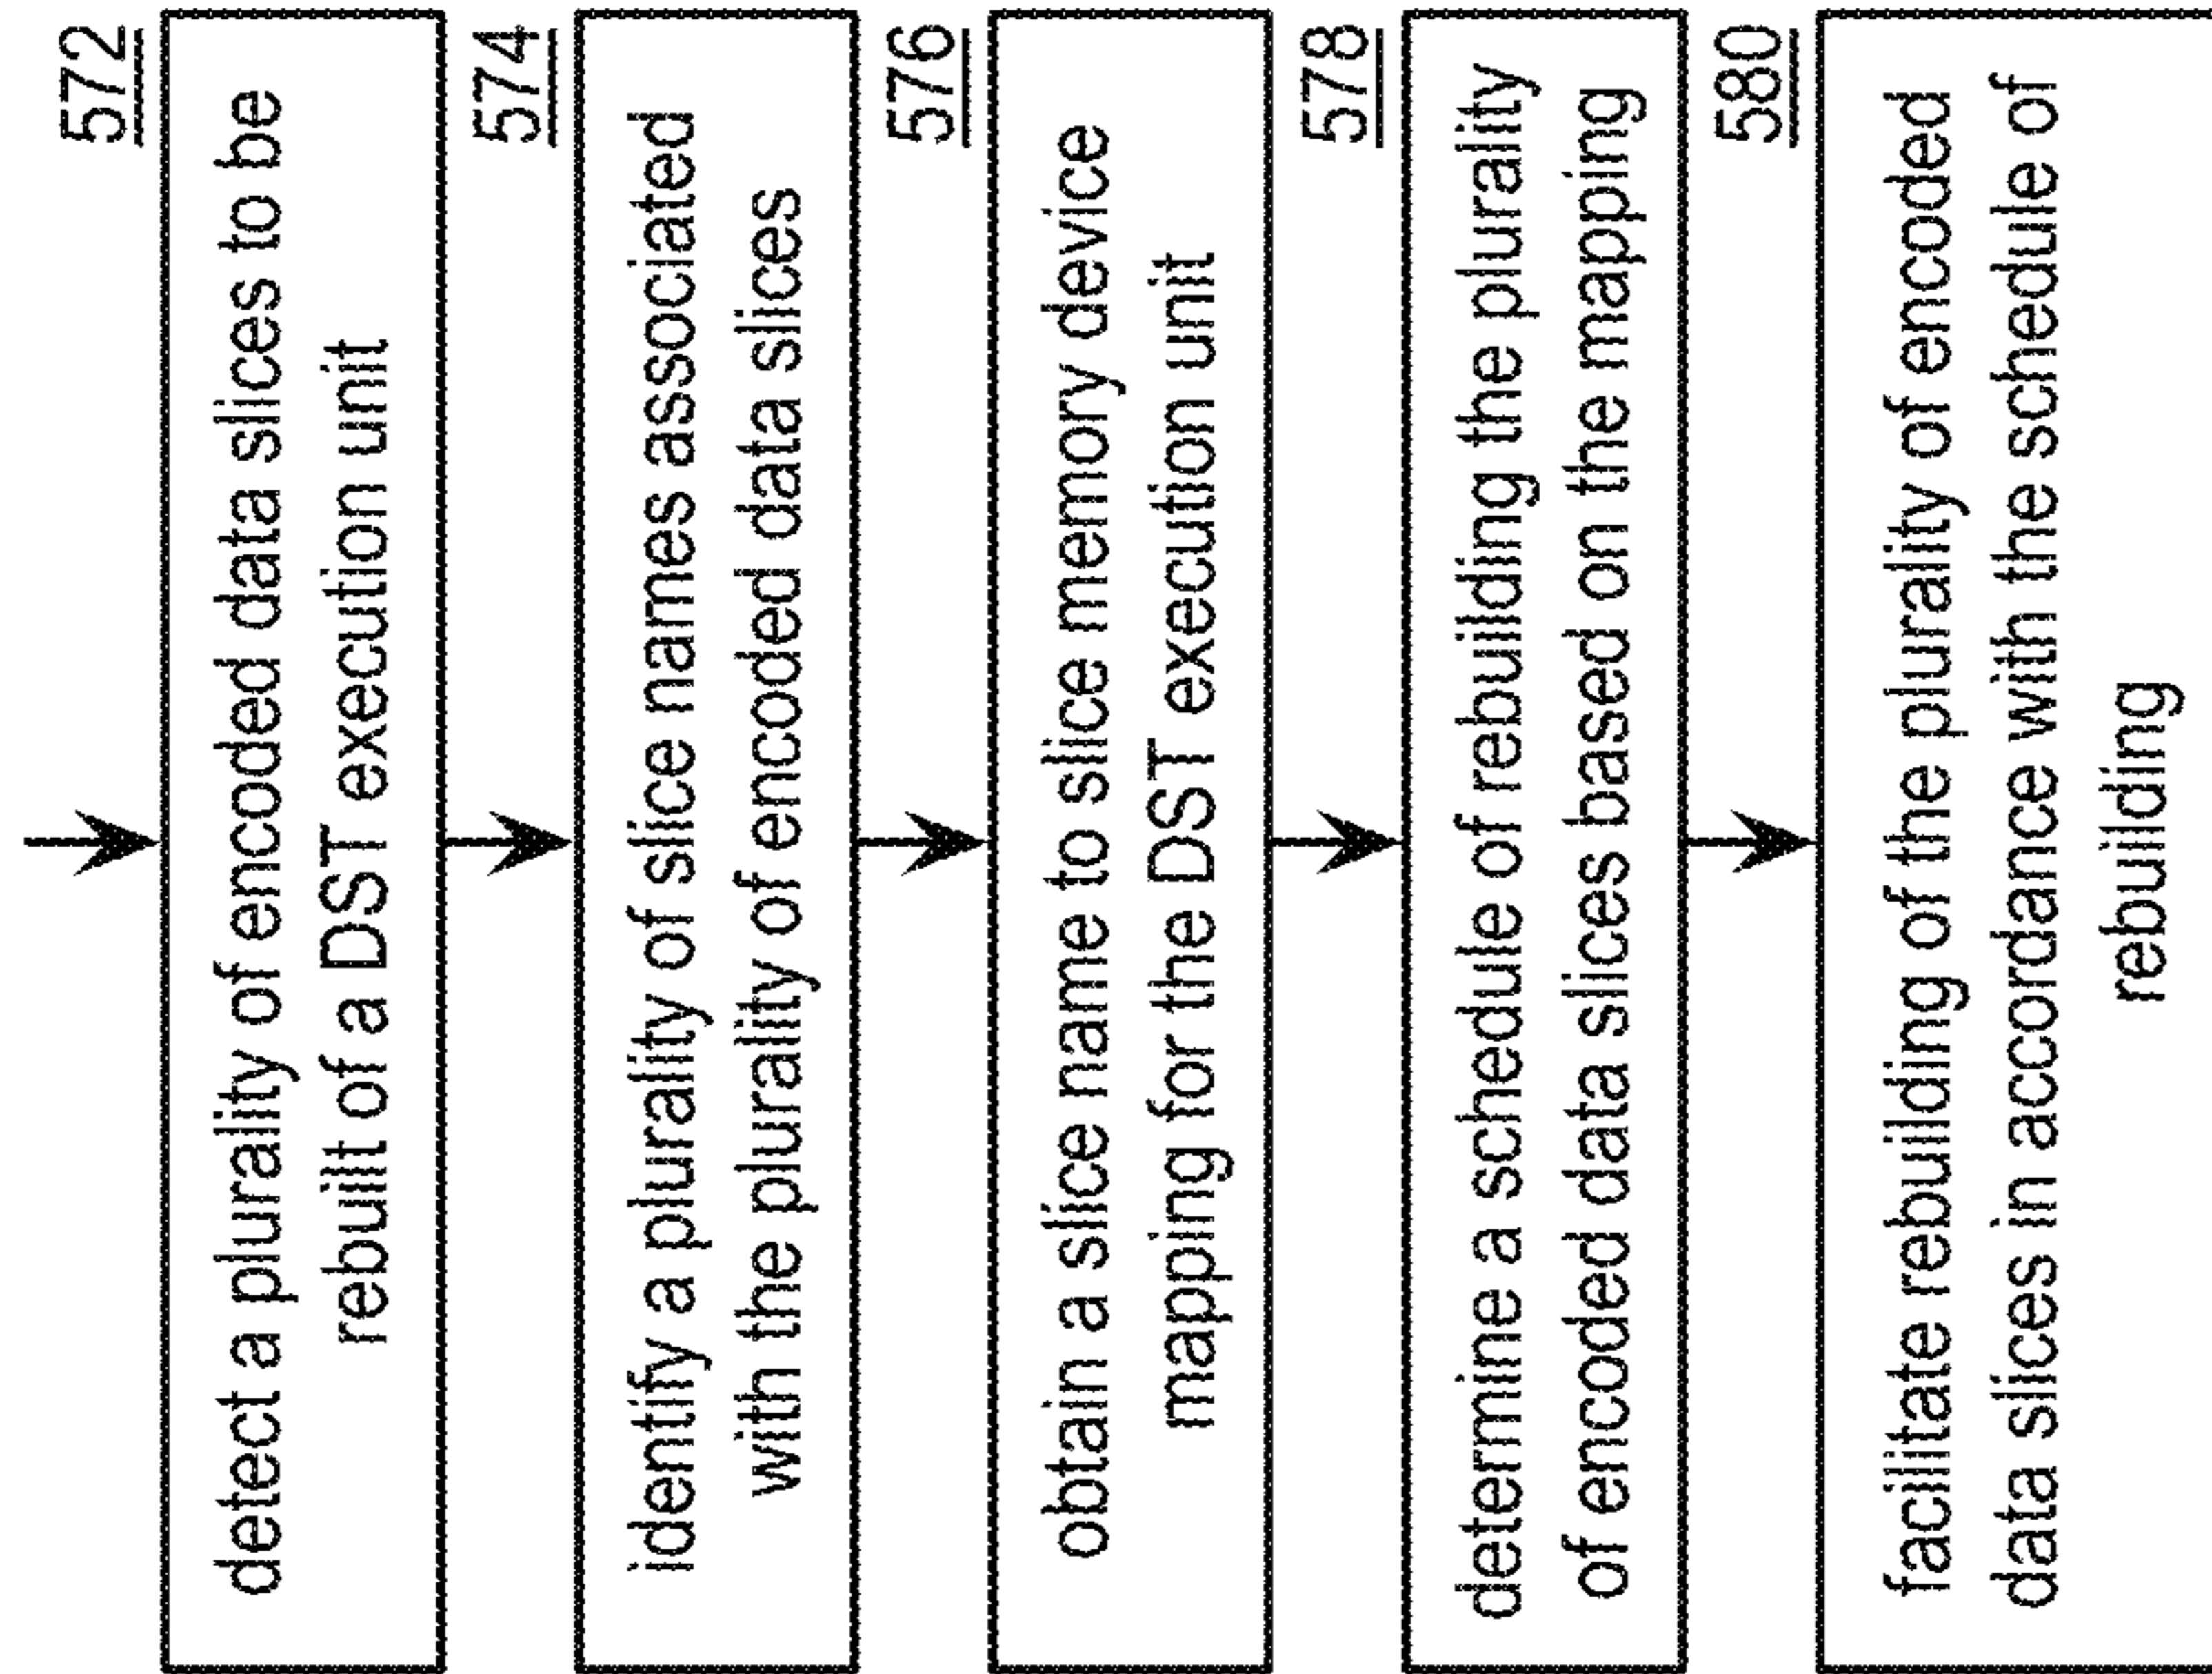 572
detect a plurality of encoded data slices to be
rebuilt of a DST execution unit
574
identify a plurality of slice names associated
with the plurality of encoded data slices
576
obtain a slice name to slice memory device
mapping for the DST execution unit
578
determine a schedule of rebuilding the plurality
of encoded data slices based on the mapping
580
facilitate rebuilding of the plurality of encoded
data slices in accordance with the schedule of
rebuilding